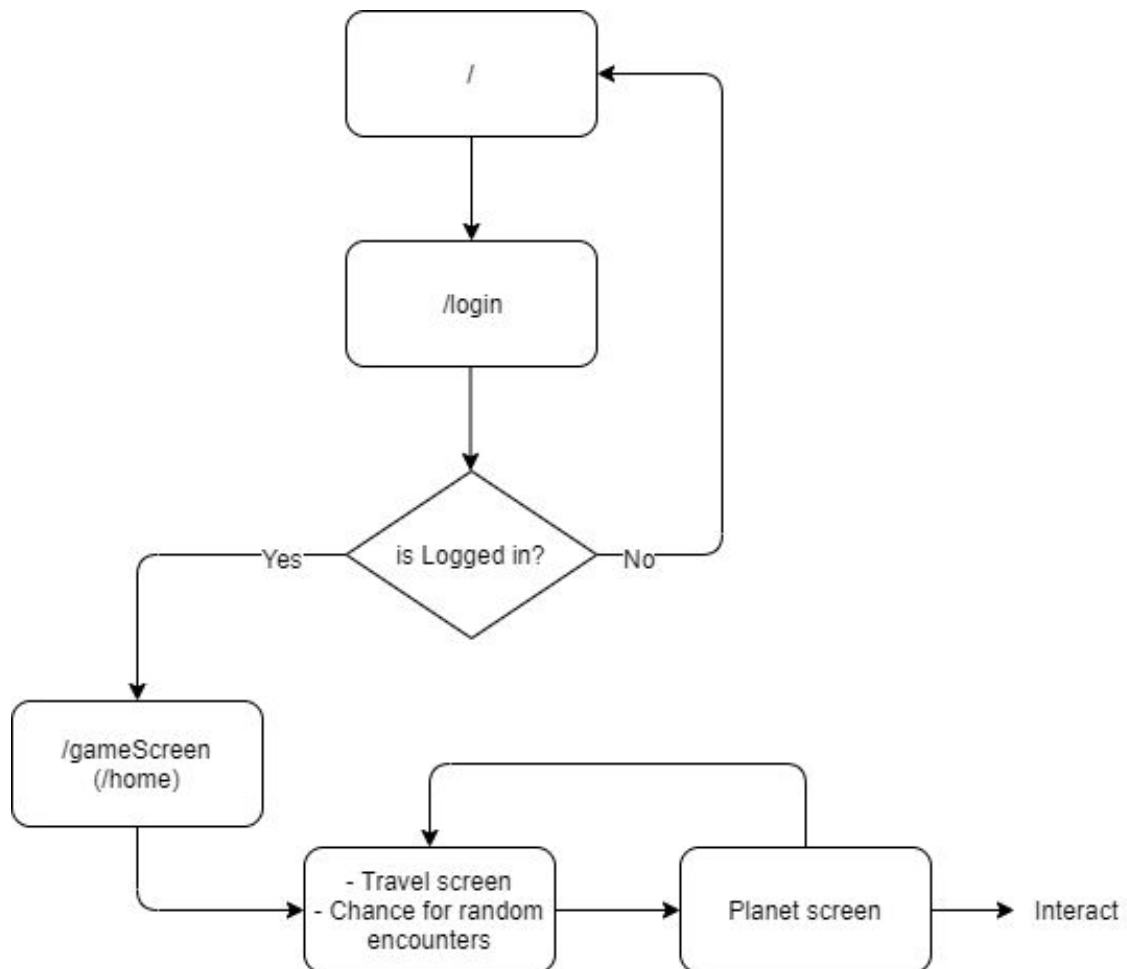 /
/login
is Logged in?
Yes
No
/gameScreen
(/home)
- Travel screen
- Chance for random
encounters
Planet screen
Interact